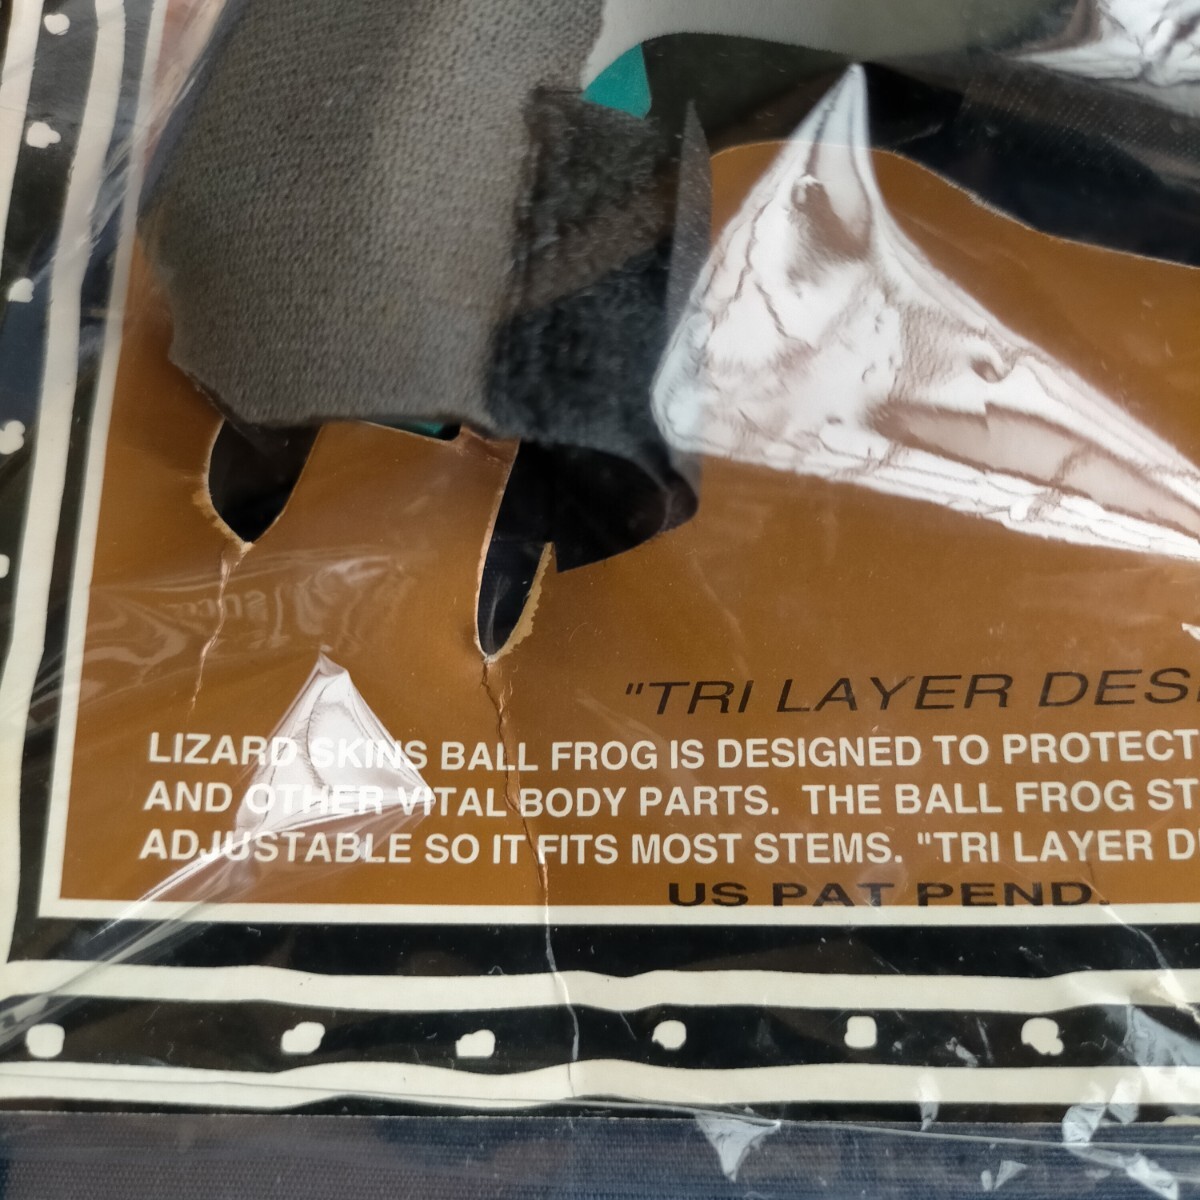 "TRI LAYER DES
LIZARD SKINS BALL FROG IS DESIGNED TO PROTECT
AND OTHER VITAL BODY PARTS. THE BALL FROG ST
ADJUSTABLE SO IT FITS MOST STEMS. "TRI LAYER D
US PAT PEND.